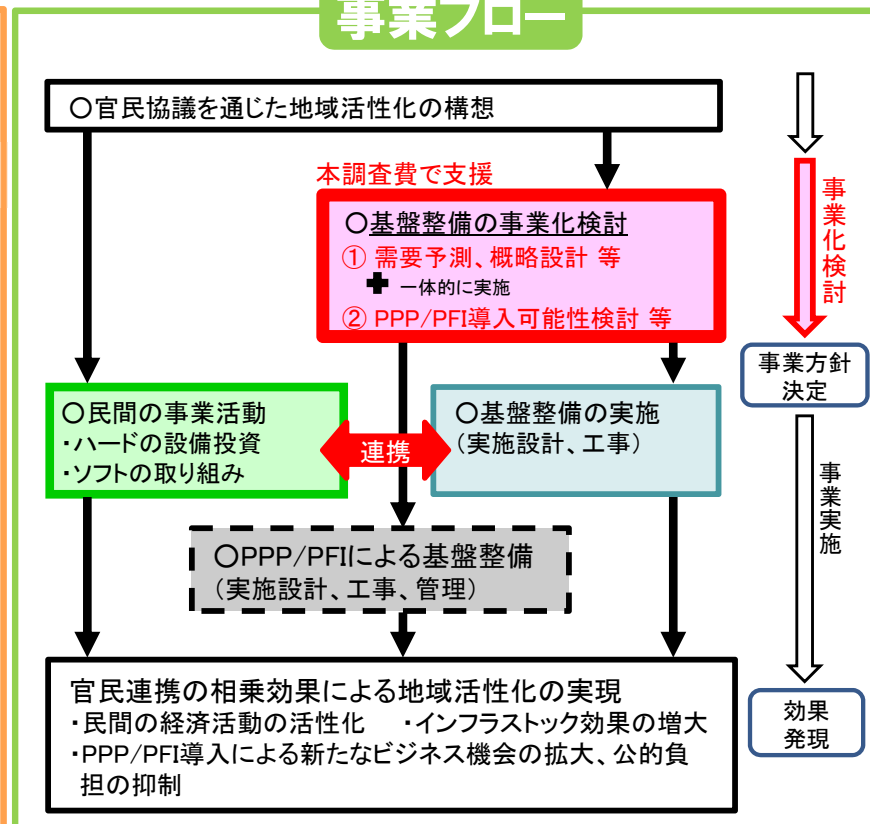 事業フロー
○官民協議を通じた地域活性化の構想
本調査費で支援
○基盤整備の事業化検討
① 需要予測、概略設計 等
✚ 一体的に実施
② PPP/PFI導入可能性検討 等
事業化検討
事業方針
決定
○民間の事業活動
・ハードの設備投資
・ソフトの取り組み
連携
○基盤整備の実施
(実施設計、工事)
事業実施
○PPP/PFIによる基盤整備
(実施設計、工事、管理)
官民連携の相乗効果による地域活性化の実現
・民間の経済活動の活性化 ・インフラストック効果の増大
・PPP/PFI導入による新たなビジネス機会の拡大、公的負
担の抑制
効果
発現